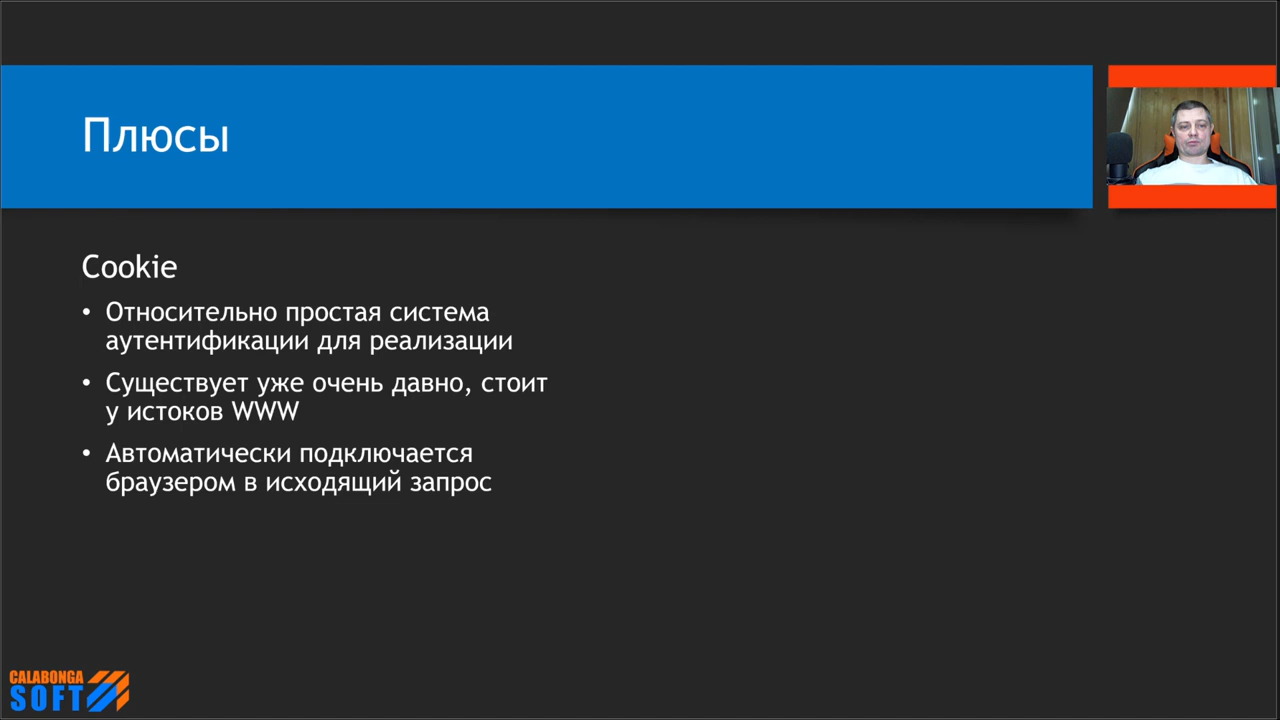 Плюсы
Cookie
• Относительно простая система
аутентификации для реализации
• Существует уже очень давно, стоит
у истоков WWW
• Автоматически подключается
браузером в исходящий запрос
CALABONGA
SOFT